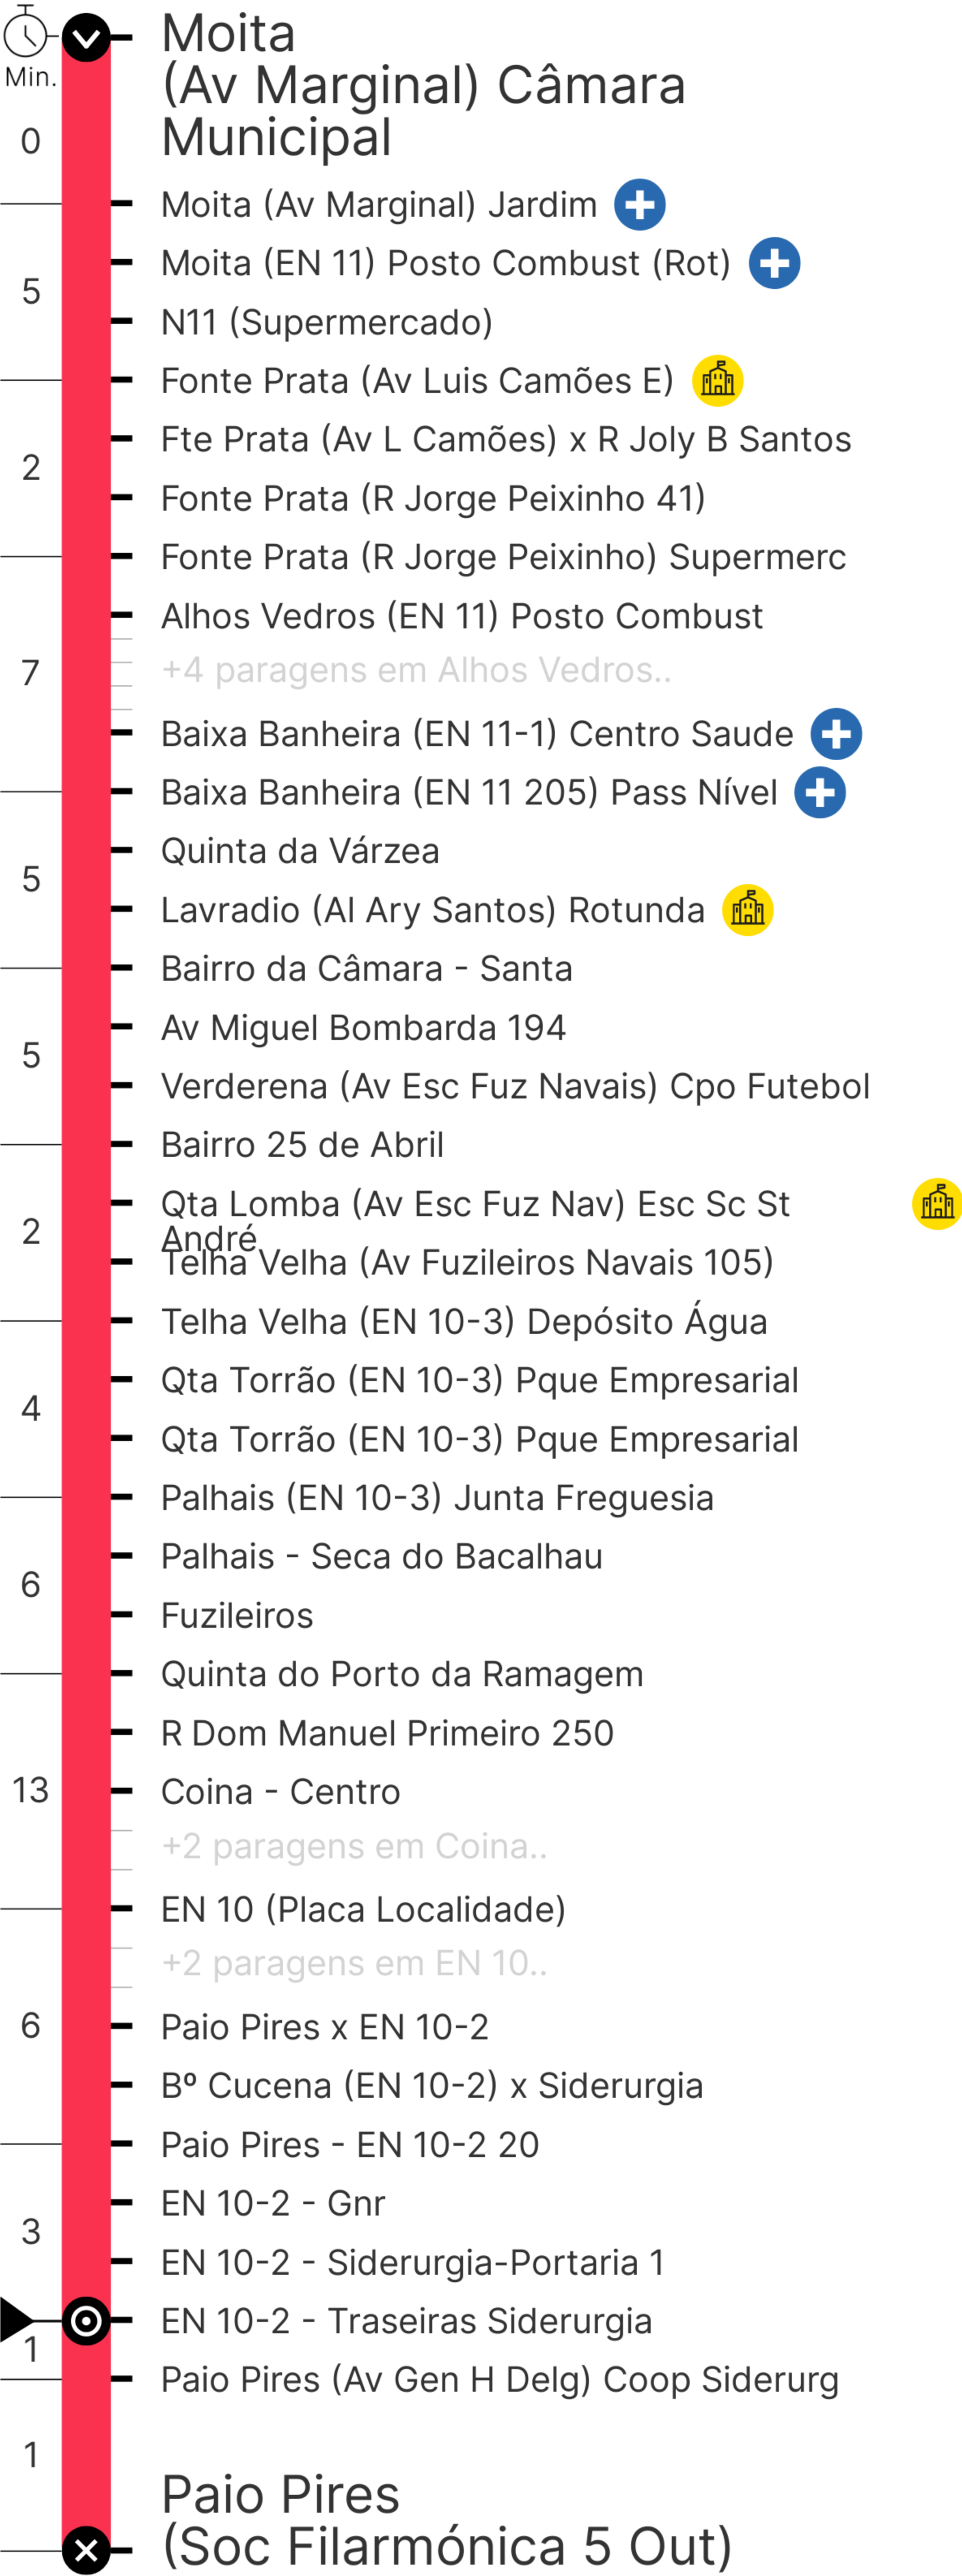 Min.
Moita
(Av Marginal) Câmara
Municipal
0
Moita (Av Marginal) Jardim
Moita (EN 11) Posto Combust (Rot)
5
N11 (Supermercado)
Fonte Prata (Av Luis Camões E)
Fte Prata (Av L Camões) x R Joly B Santos
2
Fonte Prata (R Jorge Peixinho 41)
Fonte Prata (R Jorge Peixinho) Supermerc
Alhos Vedros (EN 11) Posto Combust
7
+4 paragens em Alhos Vedros..
Baixa Banheira (EN 11-1) Centro Saude
Baixa Banheira (EN 11 205) Pass Nível
Quinta da Várzea
5
Lavradio (Al Ary Santos) Rotunda
Bairro da Câmara - Santa
Av Miguel Bombarda 194
5
Verderena (Av Esc Fuz Navais) Cpo Futebol
Bairro 25 de Abril
Qta Lomba (Av Esc Fuz Nav) Esc Sc St
André
2
Telha Velha (Av Fuzileiros Navais 105)
Telha Velha (EN 10-3) Depósito Água
Qta Torrão (EN 10-3) Pque Empresarial
4
Qta Torrão (EN 10-3) Pque Empresarial
Palhais (EN 10-3) Junta Freguesia
Palhais - Seca do Bacalhau
6
Fuzileiros
Quinta do Porto da Ramagem
R Dom Manuel Primeiro 250
13
Coina - Centro
+2 paragens em Coina..
EN 10 (Placa Localidade)
+2 paragens em EN 10..
6
Paio Pires x EN 10-2
Bº Cucena (EN 10-2) x Siderurgia
Paio Pires - EN 10-2 20
EN 10-2 - Gnr
3
EN 10-2 - Siderurgia-Portaria 1
EN 10-2 - Traseiras Siderurgia
1
Paio Pires (Av Gen H Delg) Coop Siderurg
1
Paio Pires
(Soc Filarmónica 5 Out)